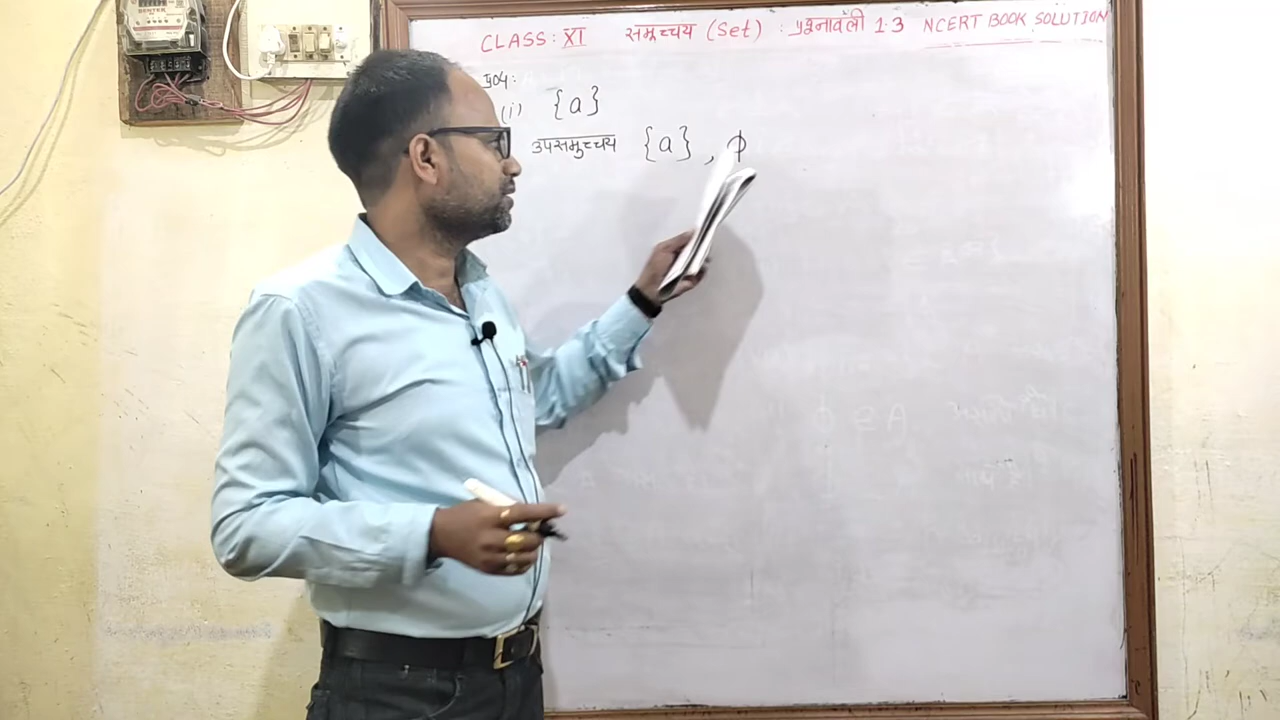 CLASS: XI समुच्चय (Set) : प्रश्नावली 1.3 NCERT BOOK SOLUTION
प्र04:
(i) {a}
उपसमुच्चय {a} , ϕ